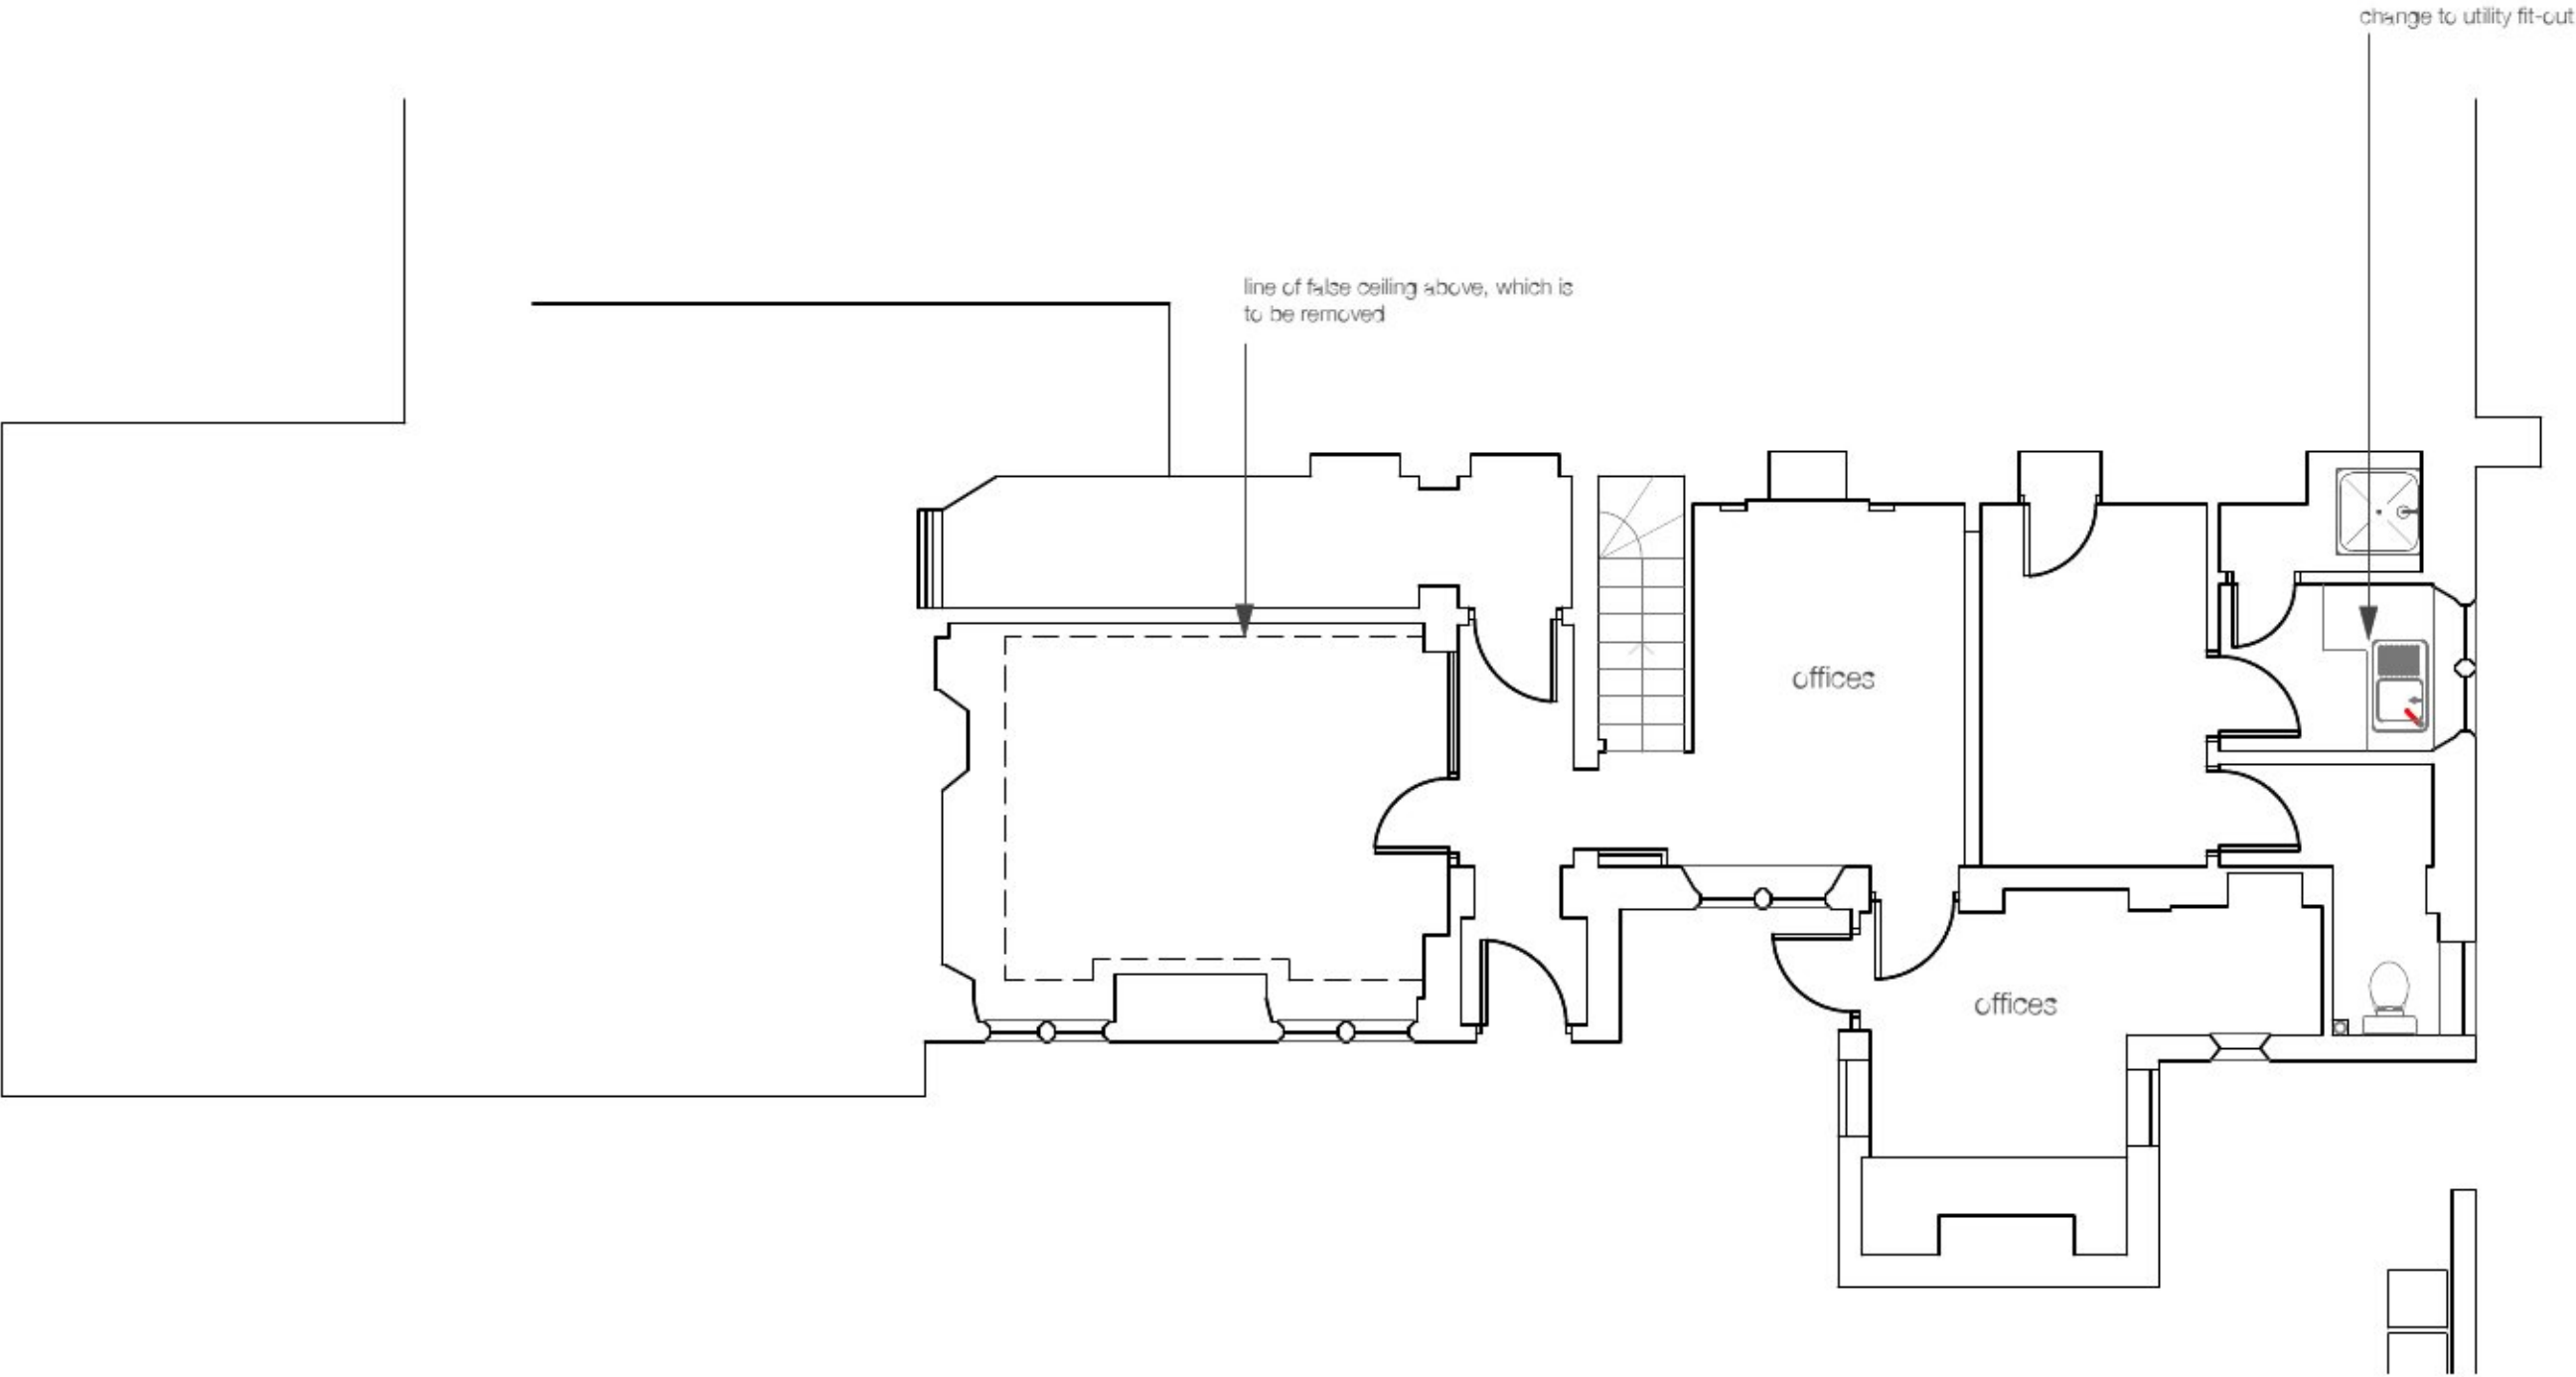 change to utility fit-out
line of false ceiling above, which is
to be removed
offices
offices